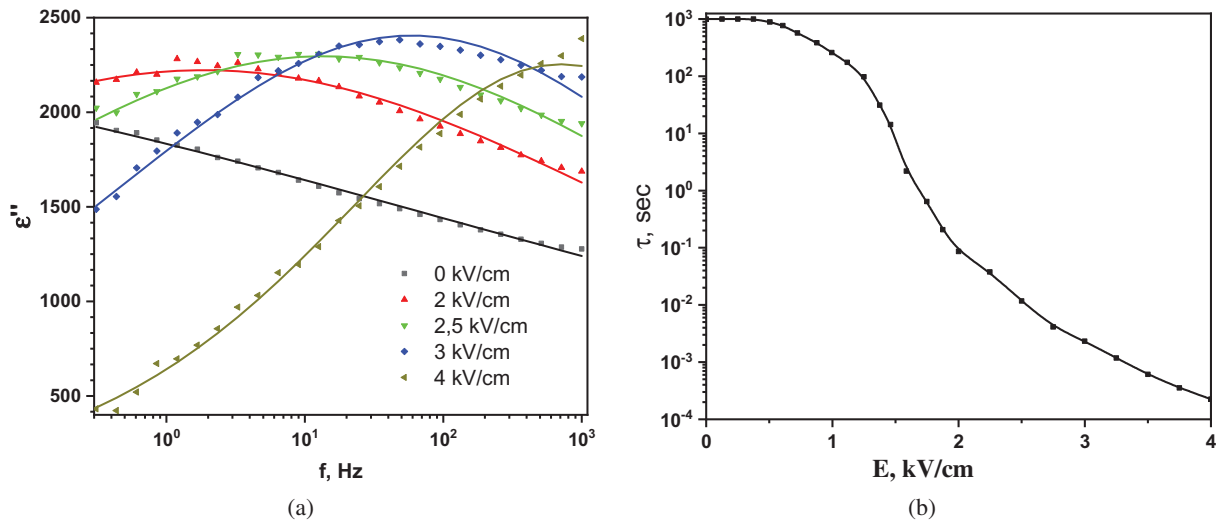 2500
2000
1500
1000
500
ε''
10⁰
10¹
10²
10³
f, Hz
0 kV/cm
2 kV/cm
2,5 kV/cm
3 kV/cm
4 kV/cm
(a)
10³
10²
10¹
10⁰
10⁻¹
10⁻²
10⁻³
10⁻⁴
τ, sec
0
1
2
3
4
E, kV/cm
(b)